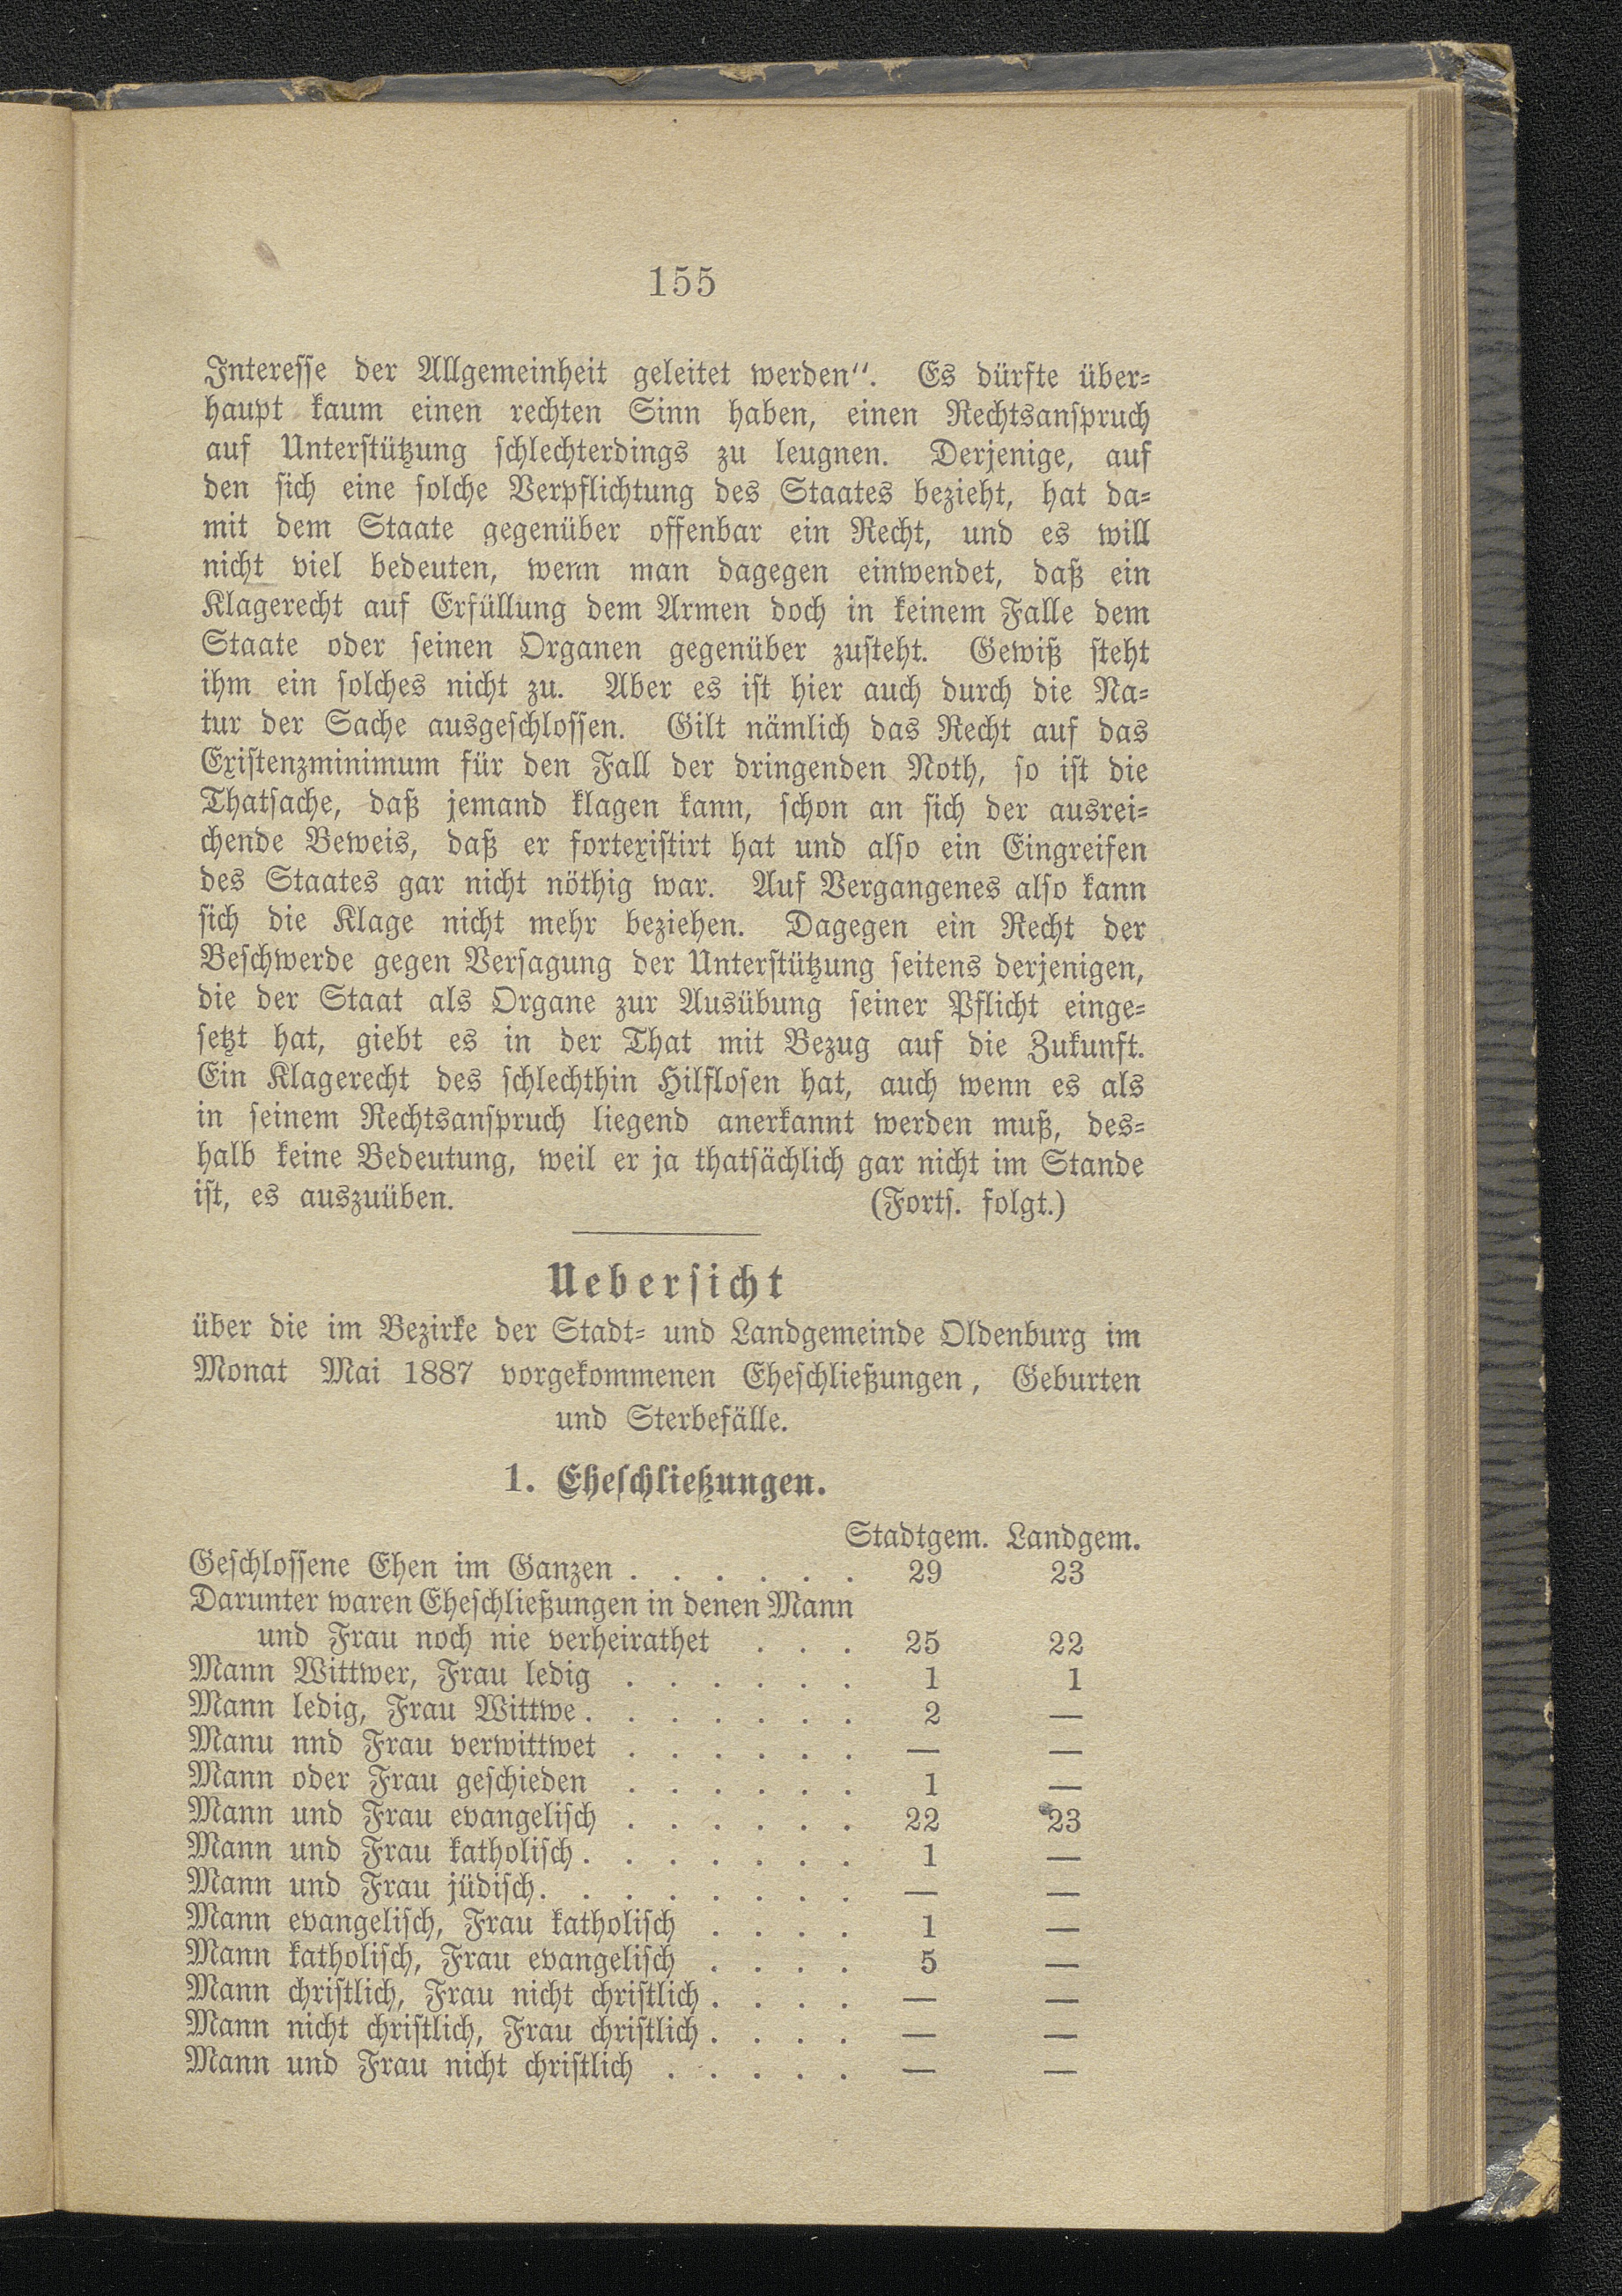 155
Interesse der Allgemeinheit geleitet werden“. Es dürfte über-
haupt kaum einen rechten Sinn haben, einen Rechtsanspruch
auf Unterstützung schlechterdings zu leugnen. Derjenige, auf
den sich eine solche Verpflichtung des Staates bezieht, hat da-
mit dem Staate gegenüber offenbar ein Recht, und es will
nicht viel bedeuten, wenn man dagegen einwendet, daß ein
Klagerecht auf Erfüllung dem Armen doch in keinem Falle dem
Staate oder seinen Organen gegenüber zusteht. Gewiß steht
ihm ein solches nicht zu. Aber es ist hier auch durch die Na-
tur der Sache ausgeschlossen. Gilt nämlich das Recht auf das
Existenzminimum für den Fall der dringenden Noth, so ist die
Thatsache, daß jemand klagen kann, schon an sich der ausrei-
chende Beweis, daß er fortexistirt hat und also ein Eingreifen
des Staates gar nicht nöthig war. Auf Vergangenes also kann
sich die Klage nicht mehr beziehen. Dagegen ein Recht der
Beschwerde gegen Versagung der Unterstützung seitens derjenigen,
die der Staat als Organe zur Ausübung seiner Pflicht einge-
setzt hat, giebt es in der That mit Bezug auf die Zukunft.
Ein Klagerecht des schlechthin Hilflosen hat, auch wenn es als
in seinem Rechtsanspruch liegend anerkannt werden muß, des-
halb keine Bedeutung, weil er ja thatsächlich gar nicht im Stande
ist, es auszuüben. (Forts. folgt.)
Uebersicht
über die im Bezirke der Stadt- und Landgemeinde Oldenburg im
Monat Mai 1887 vorgekommenen Eheschließungen, Geburten
und Sterbefälle.
1. Eheschließungen.
Stadtgem. Landgem.
Geschlossene Ehen im Ganzen . . . . . . 29 23
Darunter waren Eheschließungen in denen Mann
und Frau noch nie verheirathet . . . 25 22
Mann Wittwer, Frau ledig . . . . . . 1 1
Mann ledig, Frau Wittwe . . . . . . . 2 —
Manu nnd Frau verwittwet . . . . . . — —
Mann oder Frau geschieden . . . . . . 1 —
Mann und Frau evangelisch . . . . . . 22 23
Mann und Frau katholisch . . . . . . . 1 —
Mann und Frau jüdisch. . . . . . . . — —
Mann evangelisch, Frau katholisch . . . . 1 —
Mann katholisch, Frau evangelisch . . . . 5 —
Mann christlich, Frau nicht christlich . . . . — —
Mann nicht christlich, Frau christlich . . . . — —
Mann und Frau nicht christlich . . . . . — —